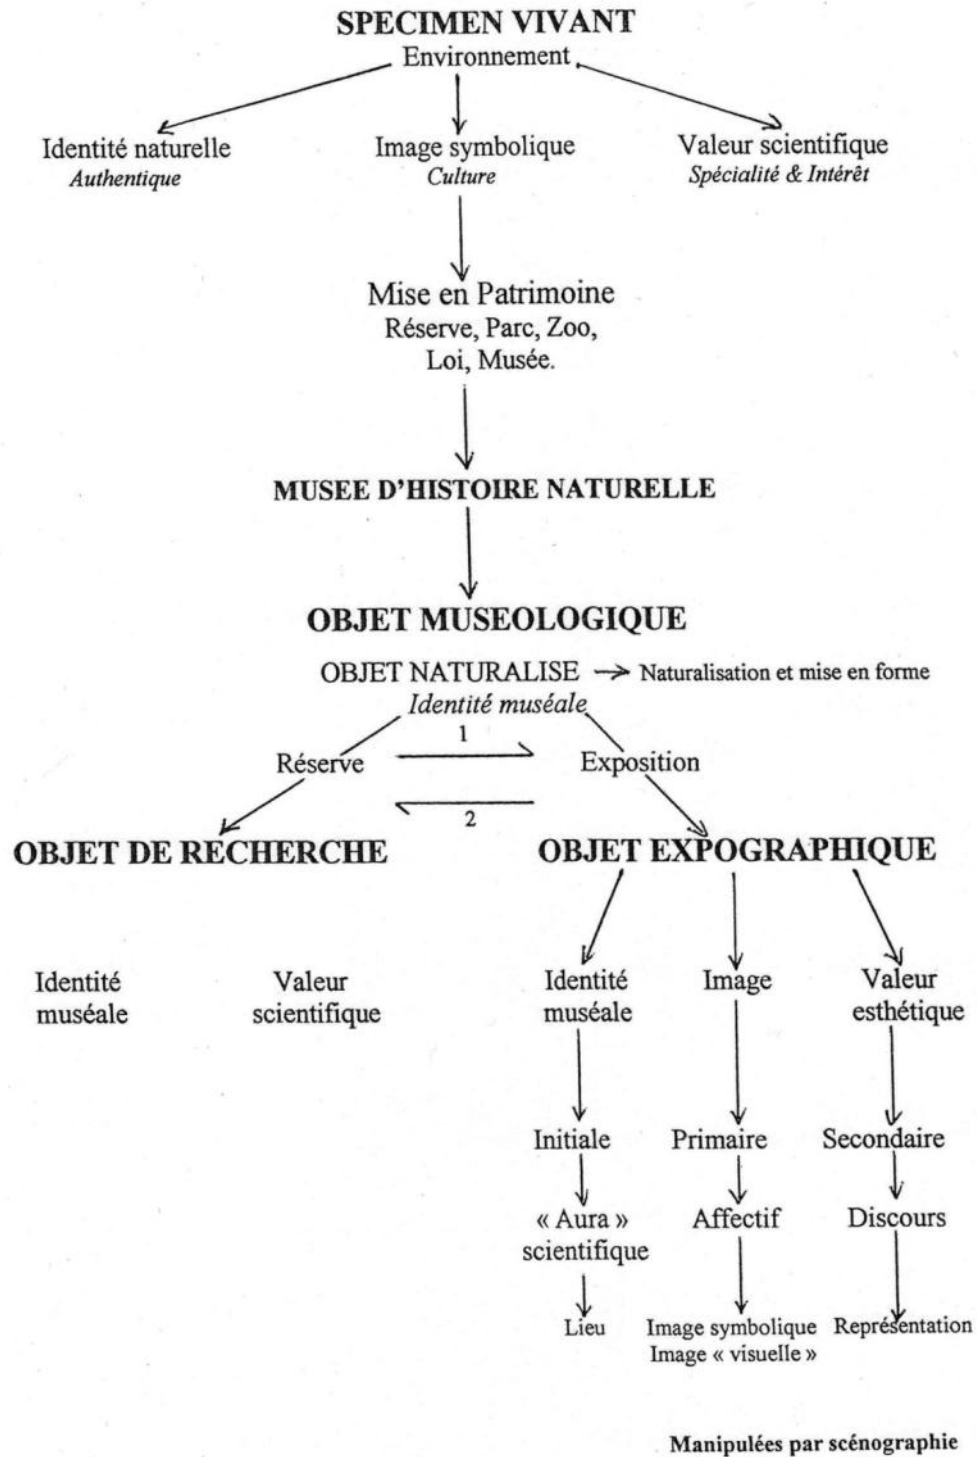 SPECIMEN VIVANT
Environnement
Identité naturelle
Authentique
Image symbolique
Culture
Valeur scientifique
Spécialité & Intérêt
Mise en Patrimoine
Réserve, Parc, Zoo,
Loi, Musée.
MUSEE D'HISTOIRE NATURELLE
OBJET MUSEOLOGIQUE
OBJET NATURALISE
Naturalisation et mise en forme
Identité muséale
1
Réserve
Exposition
2
OBJET DE RECHERCHE
OBJET EXPOGRAPHIQUE
Identité
muséale
Valeur
scientifique
Identité
muséale
Image
Valeur
esthétique
Initiale
Primaire
Secondaire
« Aura »
scientifique
Affectif
Discours
Lieu
Image symbolique
Image « visuelle »
Représentation
Manipulées par scénographie